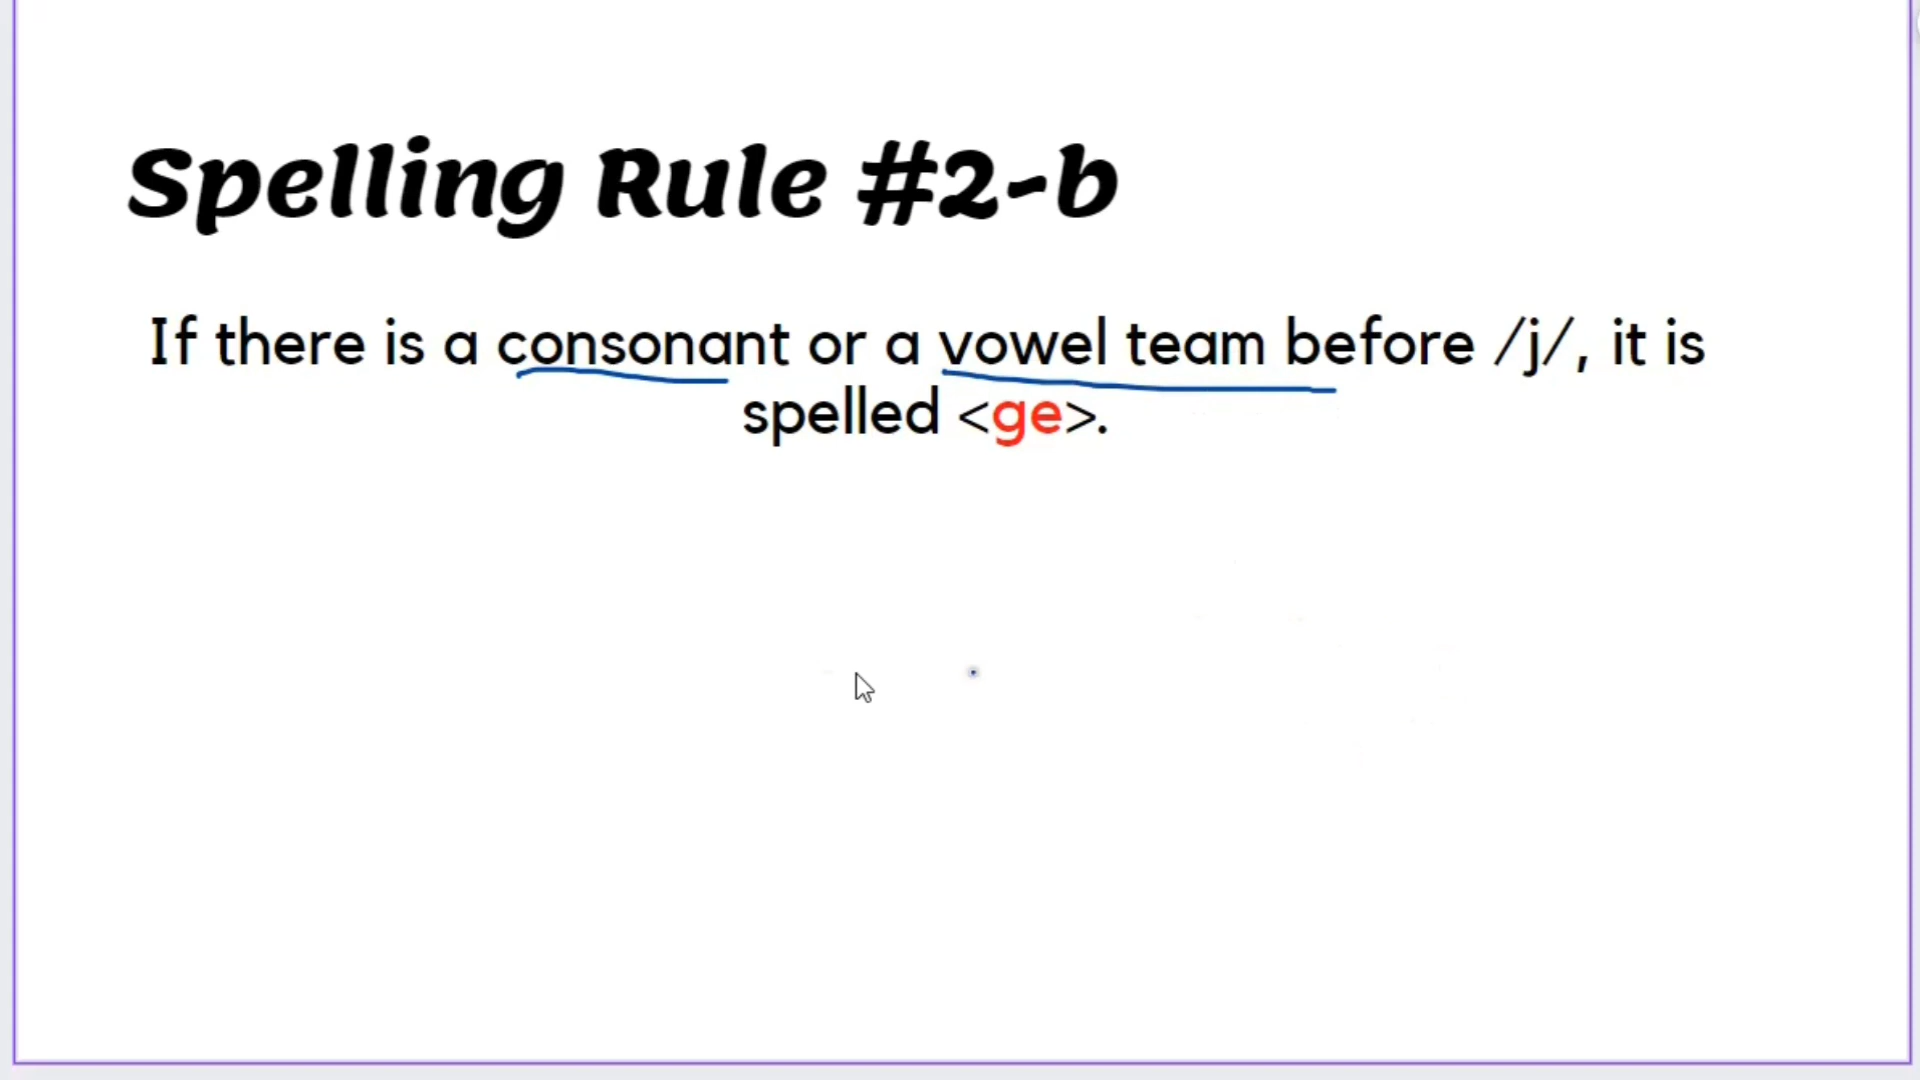 Spelling Rule #2-b
If there is a consonant or a vowel team before /j/, it is
spelled <ge>.